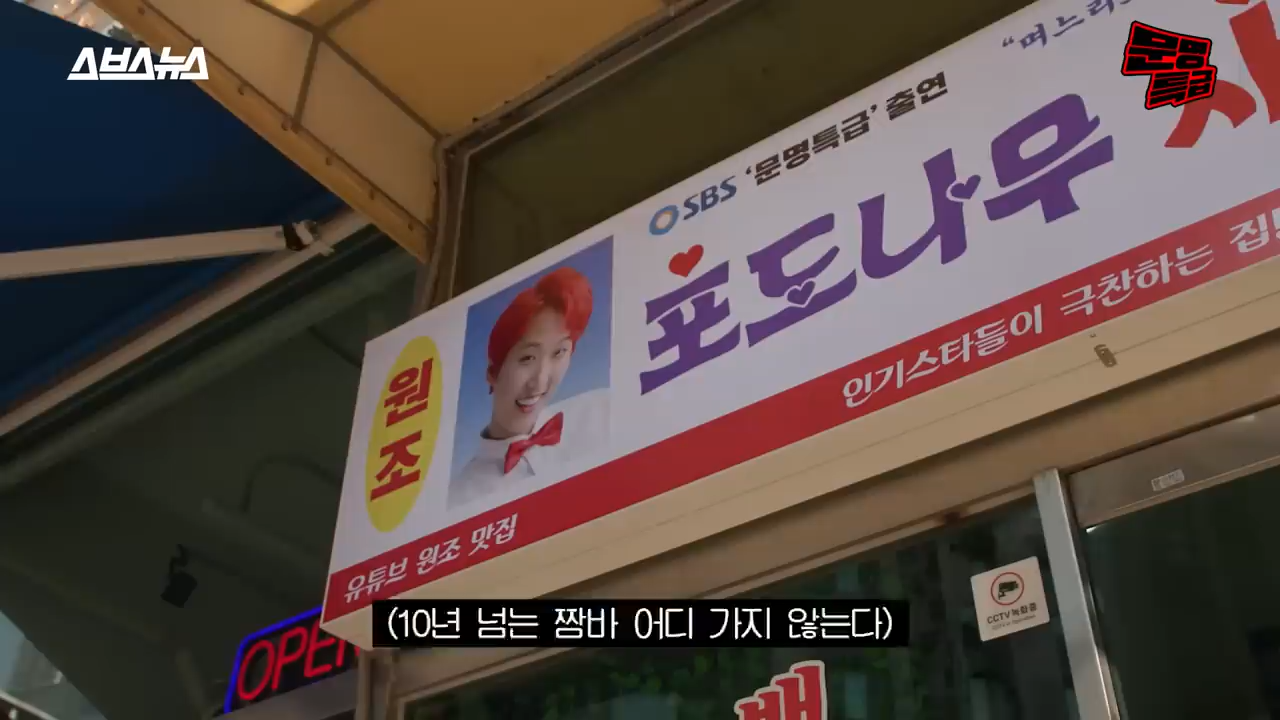 스브스뉴스
문명
특급
"며느리
SBS '문명특급' 출연
포도나무
원조
인기스타들이 극찬하는 집!
유튜브 원조 맛집
(10년 넘는 짬바 어디 가지 않는다)
OPEN
CCTV 녹화중